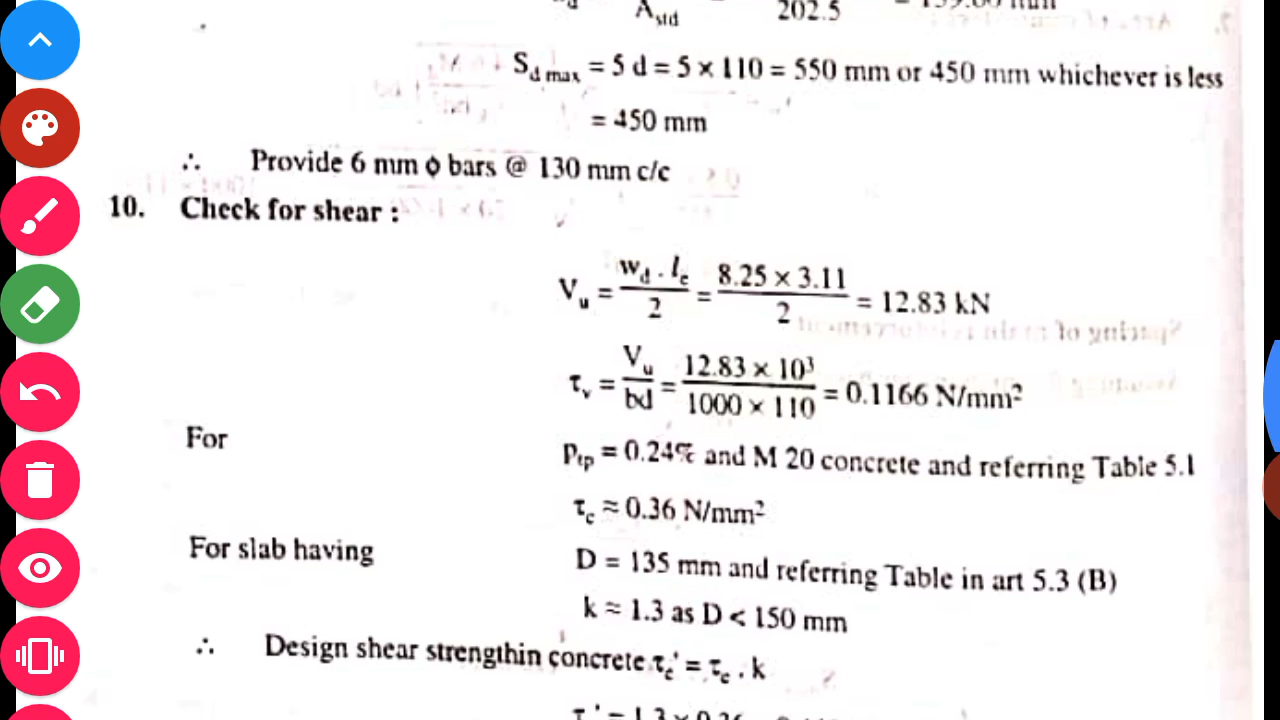 A_std 202.5
S_d max = 5 d = 5 × 110 = 550 mm or 450 mm whichever is less
= 450 mm
∴ Provide 6 mm ϕ bars @ 130 mm c/c
10. Check for shear :
V_u = w_d . l_e / 2 = 8.25 × 3.11 / 2 = 12.83 kN
τ_v = V_u / bd = 12.83 × 10³ / 1000 × 110 = 0.1166 N/mm²
For p_tp = 0.24% and M 20 concrete and referring Table 5.1
τ_c ≈ 0.36 N/mm²
For slab having D = 135 mm and referring Table in art 5.3 (B)
k ≈ 1.3 as D < 150 mm
∴ Design shear strengthin concrete τ_c' = τ_c . k